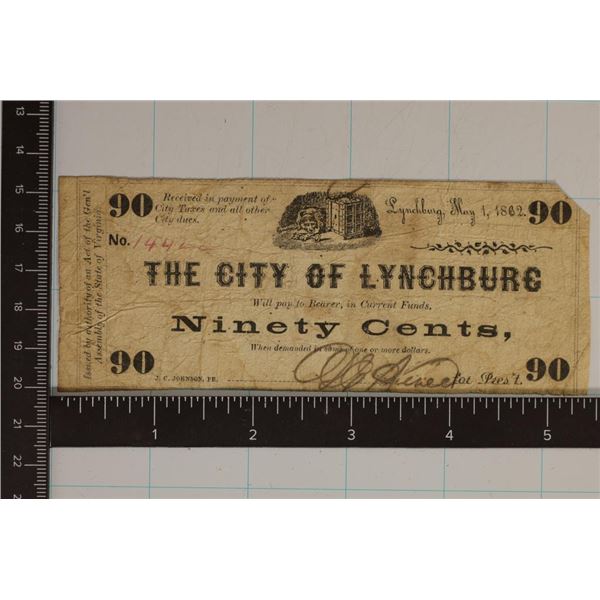 Issued by authority of an Act of the Gen'l
Assembly of the State of Virginia.
90
Received in payment of
City Taxes and all other
City dues.
Lynchburg, May 1, 1862.
90
No.
THE CITY OF LYNCHBURG
Will pay to Bearer, in Current Funds,
Ninety Cents,
When demanded in sums of one or more dollars.
90
J. C. JOHNSON, PR.
for Pres't.
90
13
14
15
16
17
18
19
20
21
22
1 2 3 4 5